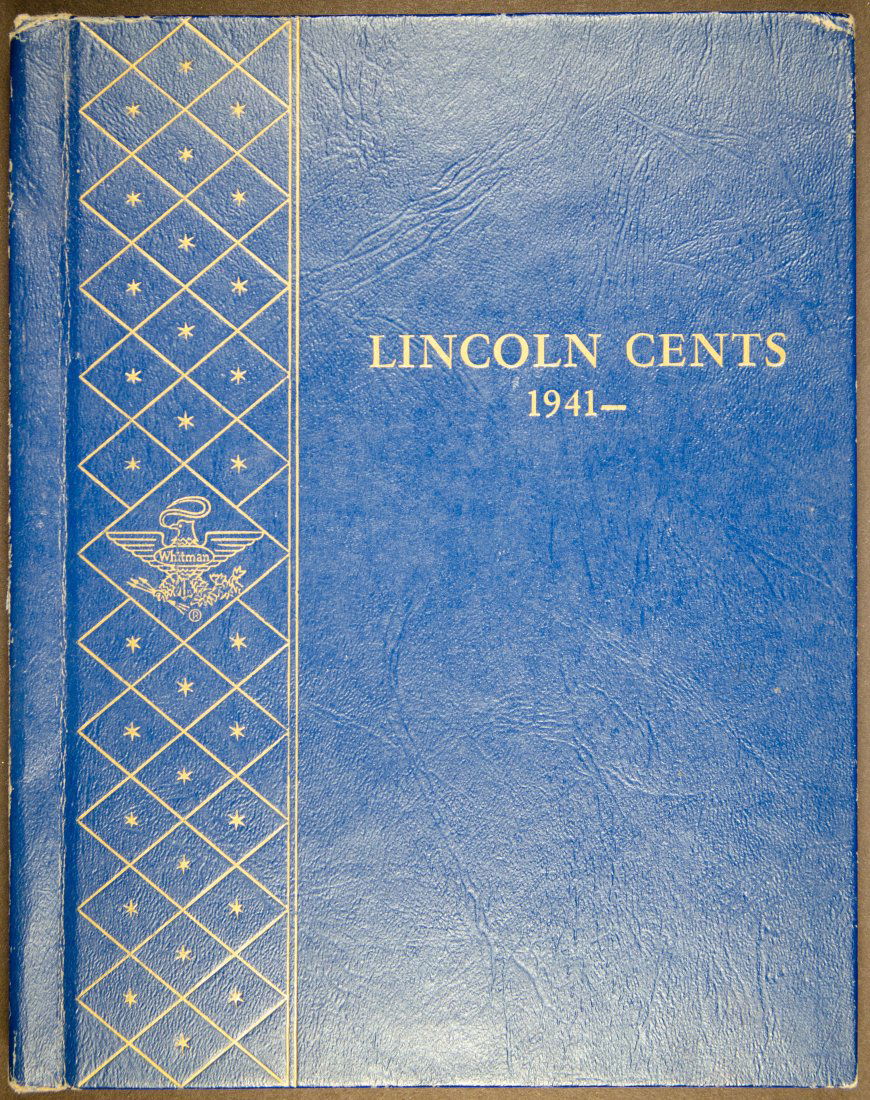 LINCOLN CENTS
1941–
Whitman
®